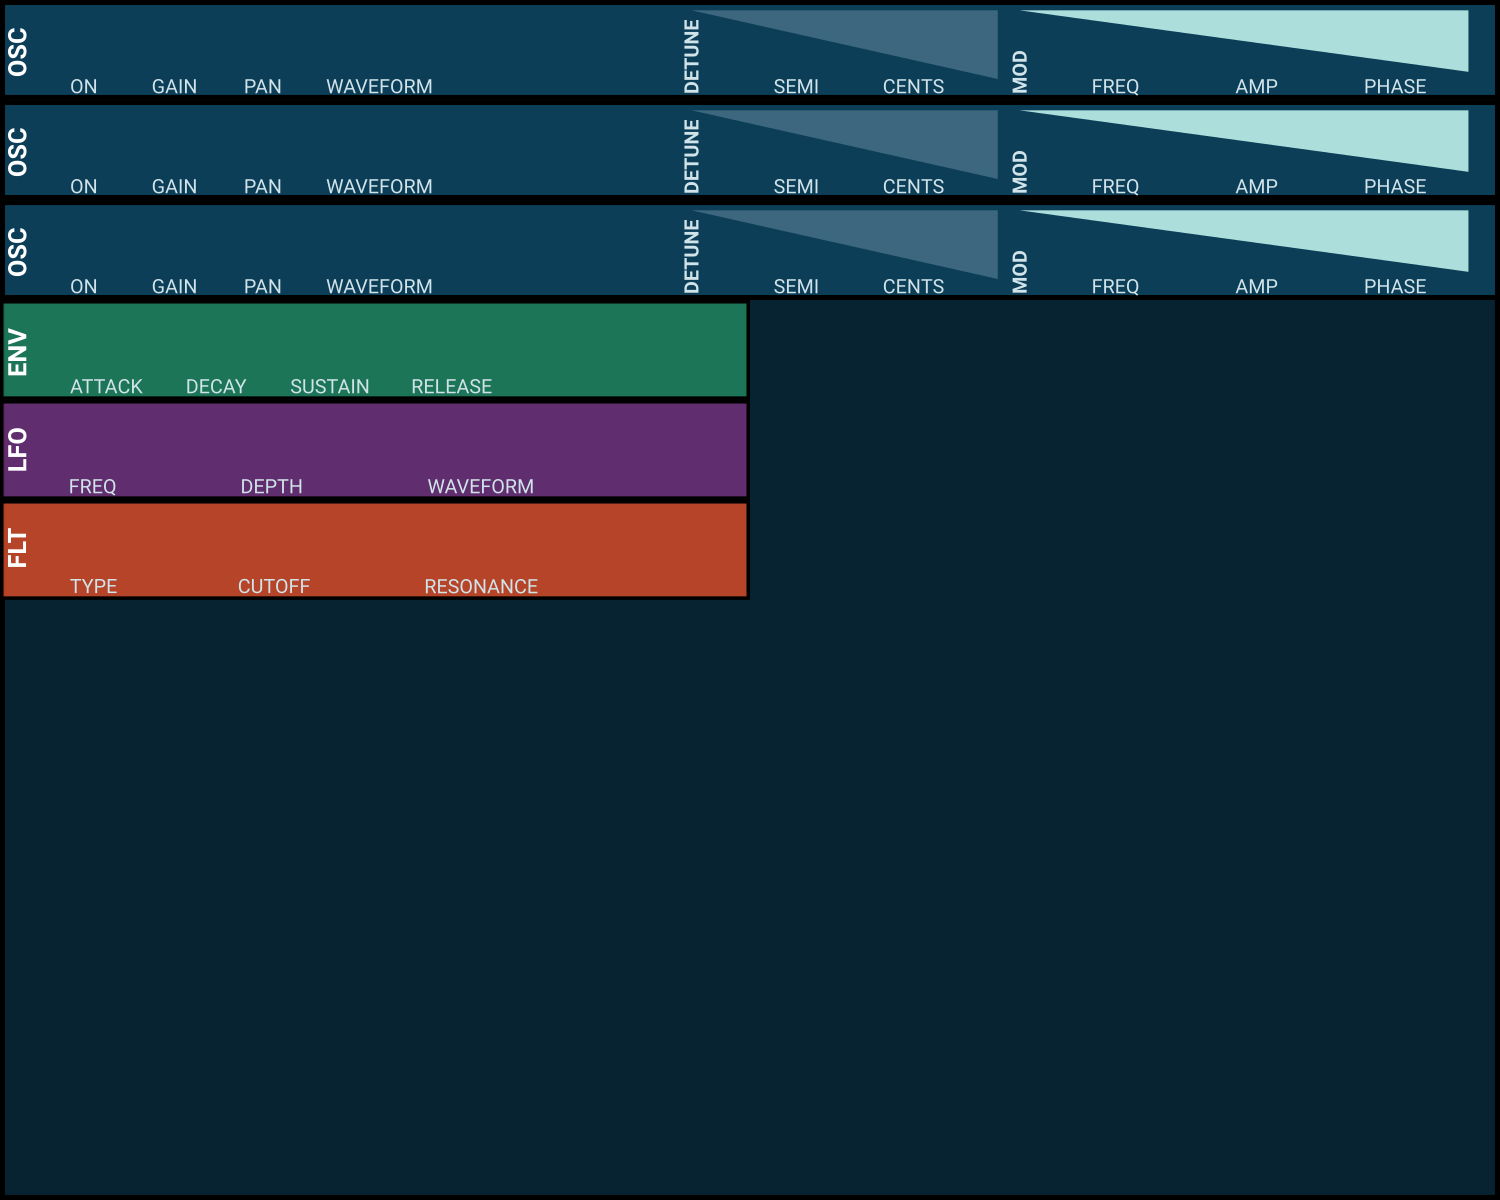 OSC ON GAIN PAN WAVEFORM DETUNE SEMI CENTS MOD FREQ AMP PHASE
OSC ON GAIN PAN WAVEFORM DETUNE SEMI CENTS MOD FREQ AMP PHASE
OSC ON GAIN PAN WAVEFORM DETUNE SEMI CENTS MOD FREQ AMP PHASE
ENV ATTACK DECAY SUSTAIN RELEASE
LFO FREQ DEPTH WAVEFORM
FLT TYPE CUTOFF RESONANCE